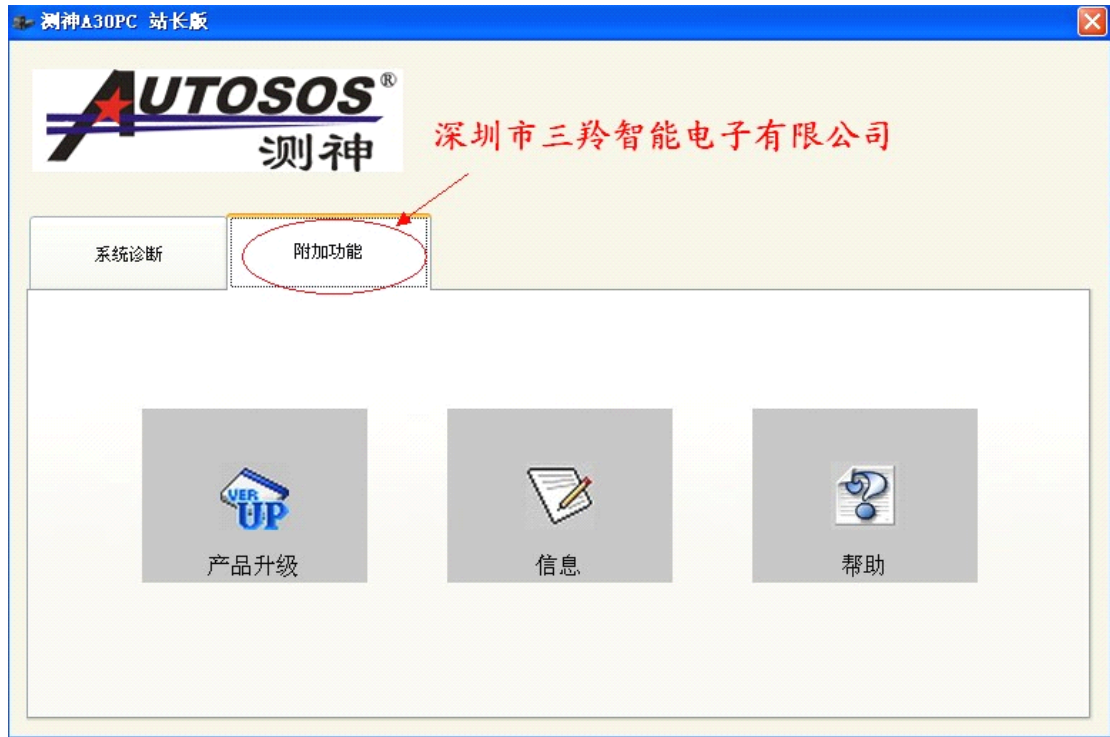 测神A30PC 站长版
AUTOSOS®
测神
深圳市三羚智能电子有限公司
系统诊断
附加功能
VER
UP
产品升级
信息
帮助